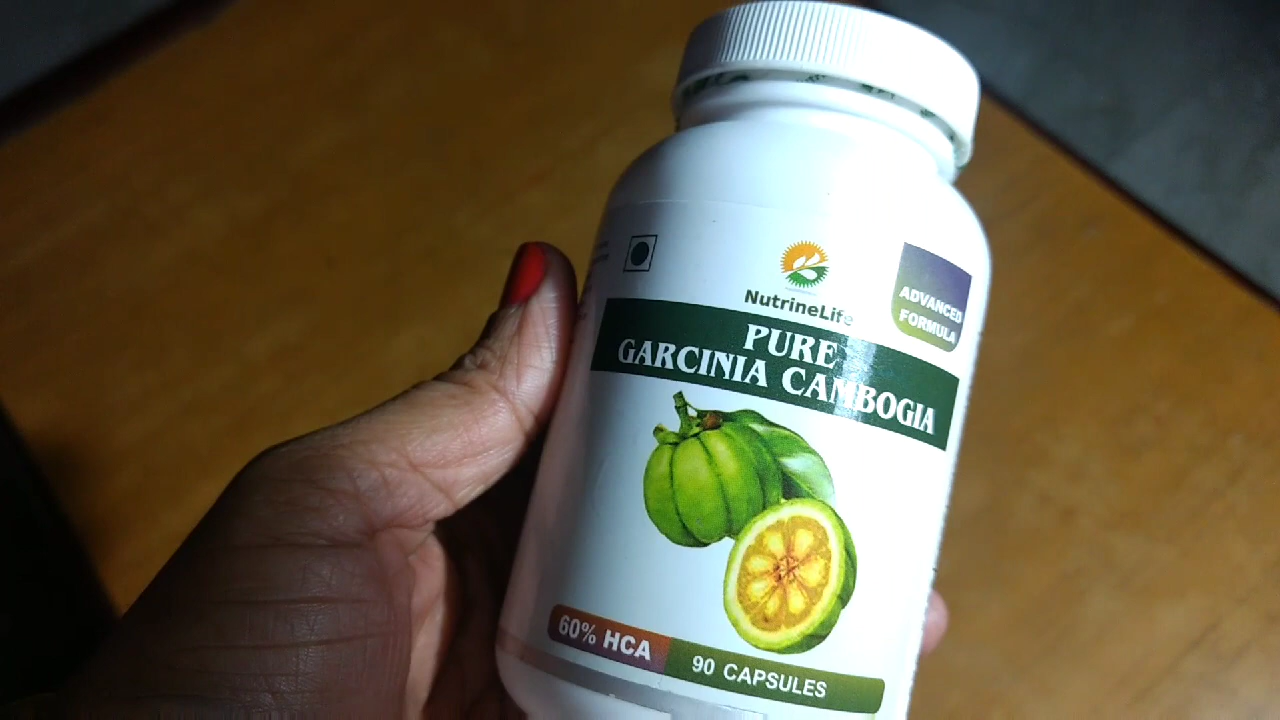 NutrineLife
ADVANCED
FORMULA
PURE
GARCINIA CAMBOGIA
60% HCA
90 CAPSULES